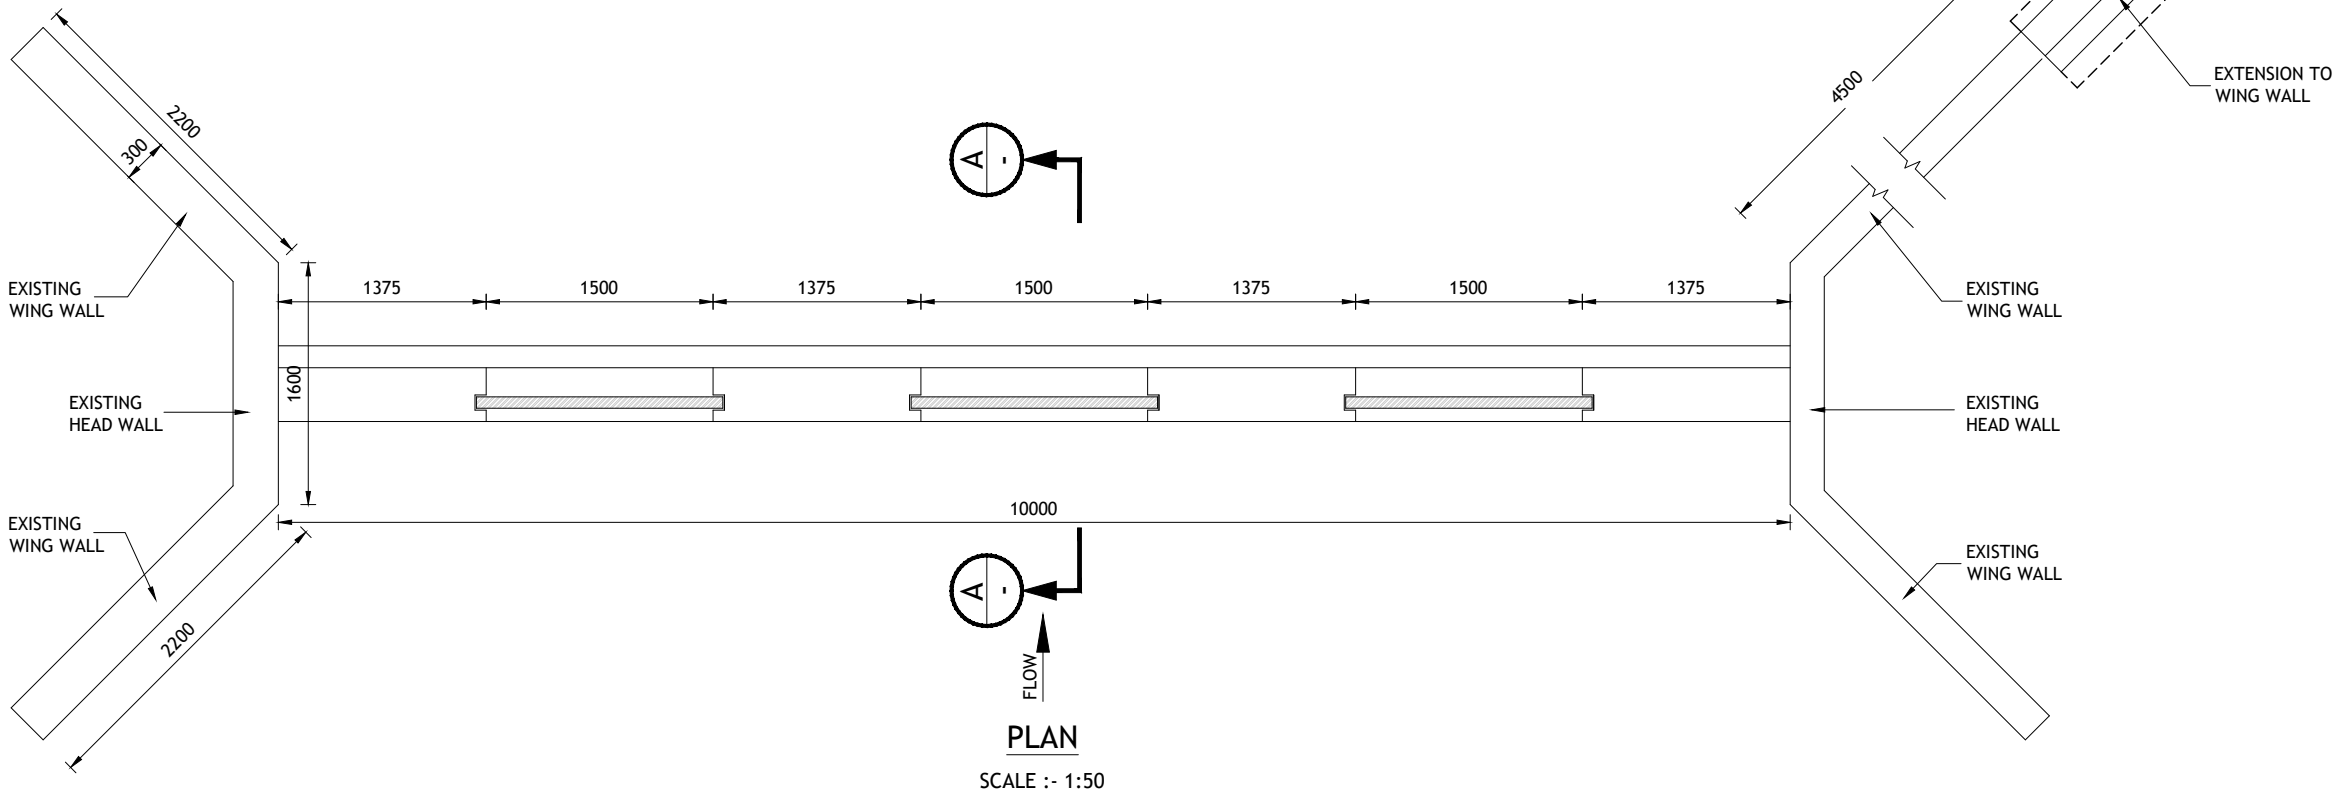 4500
EXTENSION TO
WING WALL
2200
300
A
-
EXISTING
WING WALL
1375
1500
1375
1500
1375
1500
1375
EXISTING
WING WALL
1600
EXISTING
HEAD WALL
EXISTING
HEAD WALL
10000
EXISTING
WING WALL
EXISTING
WING WALL
2200
A
-
FLOW
PLAN
SCALE :- 1:50